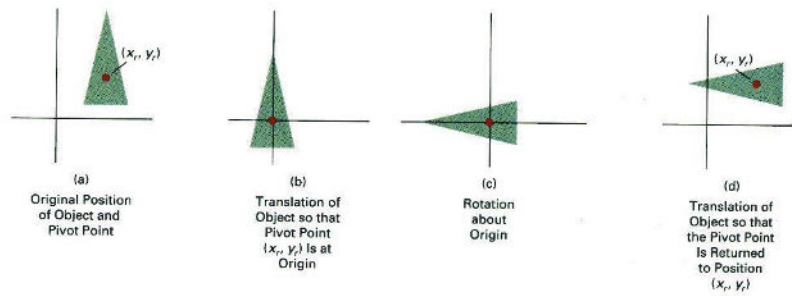 (xr, yr)
(a)
Original Position
of Object and
Pivot Point
(b)
Translation of
Object so that
Pivot Point
(xr, yr) Is at
Origin
(c)
Rotation
about
Origin
(xr, yr)
(d)
Translation of
Object so that
the Pivot Point
Is Returned
to Position
(xr, yr)